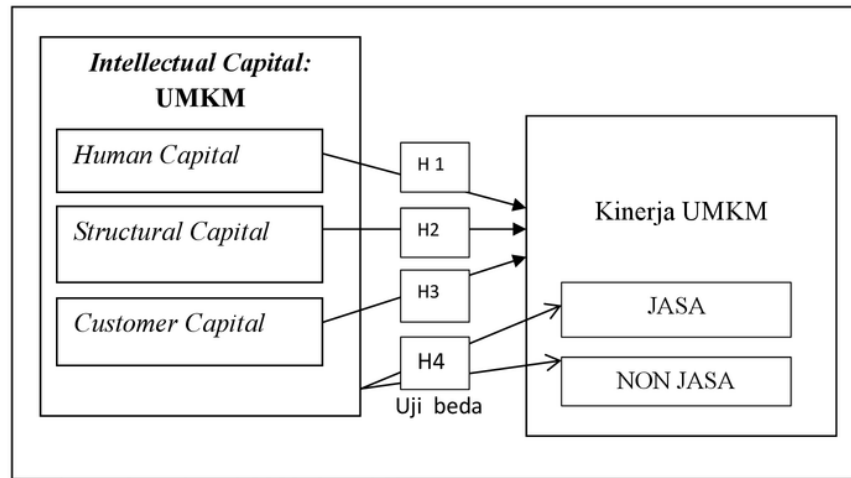 Intellectual Capital:
UMKM
Human Capital
Structural Capital
Customer Capital
H 1
H2
H3
H4
Uji beda
Kinerja UMKM
JASA
NON JASA